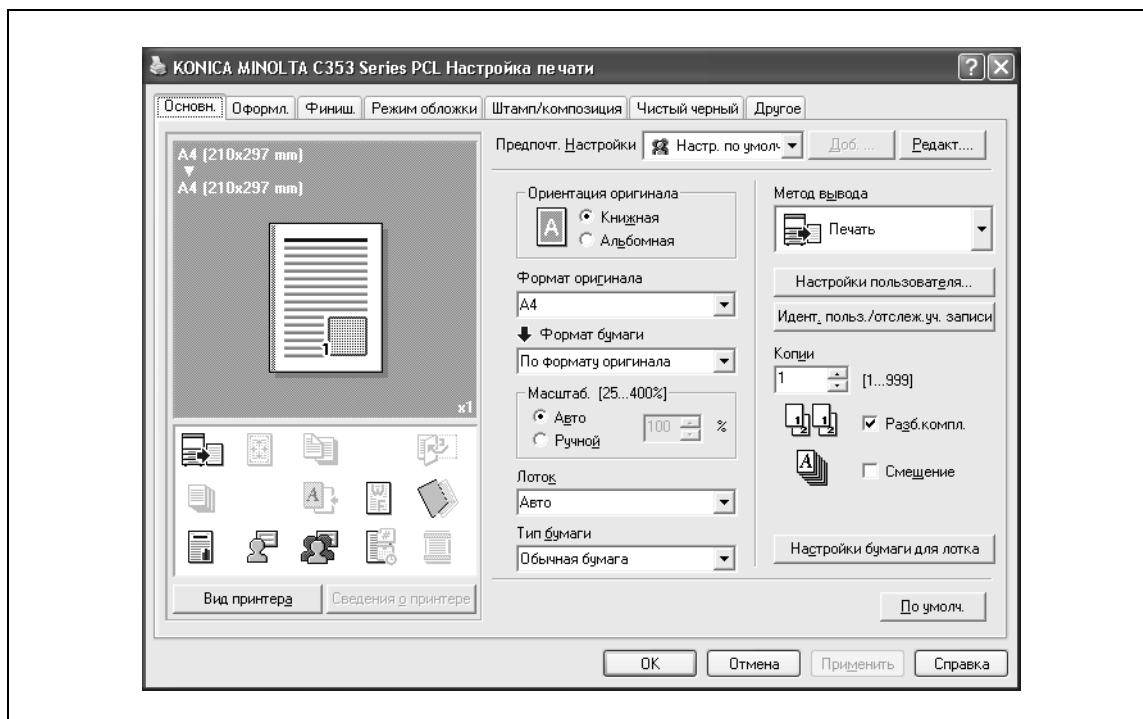 KONICA MINOLTA C353 Series PCL Настройка печати
Основн. Оформл. Финиш. Режим обложки Штамп/композиция Чистый черный Другое
A4 (210x297 mm)
A4 (210x297 mm)
1
x1
Вид принтера Сведения о принтере
Предпочт. Настройки Настр. по умолч Доб. ... Редакт....
Ориентация оригинала
A
Книжная
Альбомная
Формат оригинала
A4
Формат бумаги
По формату оригинала
Масштаб. [25...400%]
Авто
Ручной
100 %
Лоток
Авто
Тип бумаги
Обычная бумага
Метод вывода
Печать
Настройки пользователя...
Идент. польз./отслеж.уч. записи
Копии
1 [1...999]
Разб.компл.
Смещение
Настройки бумаги для лотка
По умолч.
OK Отмена Применить Справка